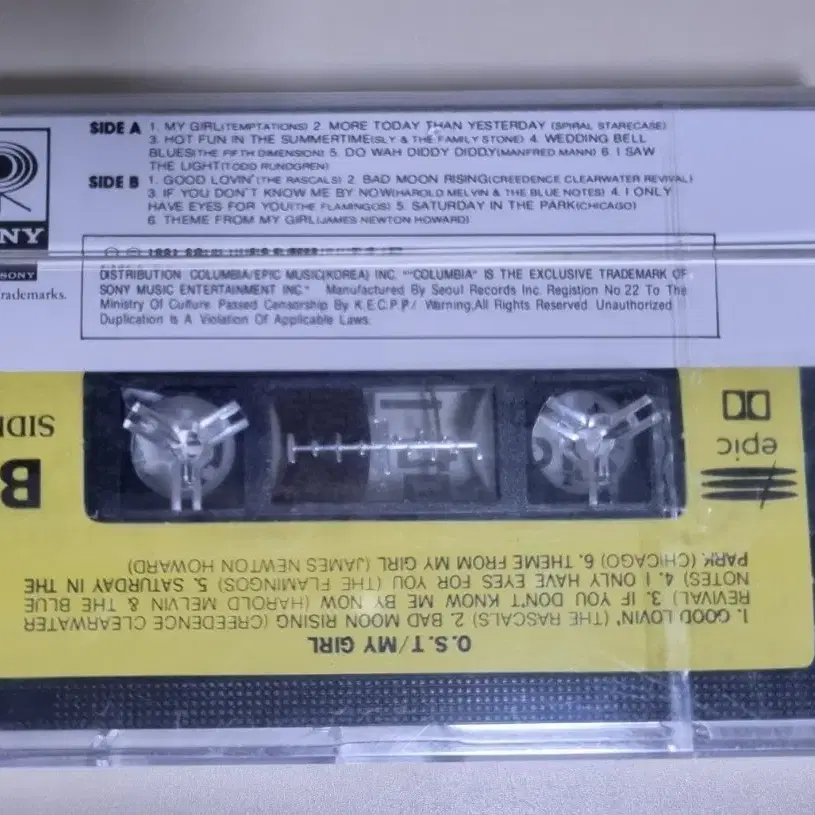 SIDE A 1. MY GIRL(TEMPTATIONS) 2. MORE TODAY THAN YESTERDAY (SPIRAL STARECASE)
3. HOT FUN IN THE SUMMERTIME(SLY & THE FAMILY STONE) 4. WEDDING BELL
BLUES(THE FIFTH DIMENSION) 5. DO WAH DIDDY DIDDY(MANFRED MANN) 6. I SAW
THE LIGHT(TODD RUNDGREN)
SIDE B 1. GOOD LOVIN'(THE RASCALS) 2. BAD MOON RISING(CREEDENCE CLEARWATER REVIVAL)
3. IF YOU DON'T KNOW ME BY NOW(HAROLD MELVIN & THE BLUE NOTES) 4. I ONLY
HAVE EYES FOR YOU(THE FLAMINGOS) 5. SATURDAY IN THE PARK(CHICAGO)
6. THEME FROM MY GIRL(JAMES NEWTON HOWARD)
NY
SONY
rademarks.
DISTRIBUTION COLUMBIA/EPIC MUSIC(KOREA) INC. "COLUMBIA" IS THE EXCLUSIVE TRADEMARK OF
SONY MUSIC ENTERTAINMENT INC." Manufactured By Seoul Records Inc. Registion No.22 To The
Ministry Of Culture. Passed Censorship By K.E.C.P.P./ Warning,All Rights Reserved. Unauthorized
Duplication Is A Violation Of Applicable Laws.
O.S.T/MY GIRL
1. GOOD LOVIN' (THE RASCALS) 2. BAD MOON RISING (CREEDENCE CLEARWATER
REVIVAL) 3. IF YOU DON'T KNOW ME BY NOW (HAROLD MELVIN & THE BLUE
NOTES) 4. I ONLY HAVE EYES FOR YOU (THE FLAMINGOS) 5. SATURDAY IN THE
PARK (CHICAGO) 6. THEME FROM MY GIRL (JAMES NEWTON HOWARD)
epic
B
SIDE